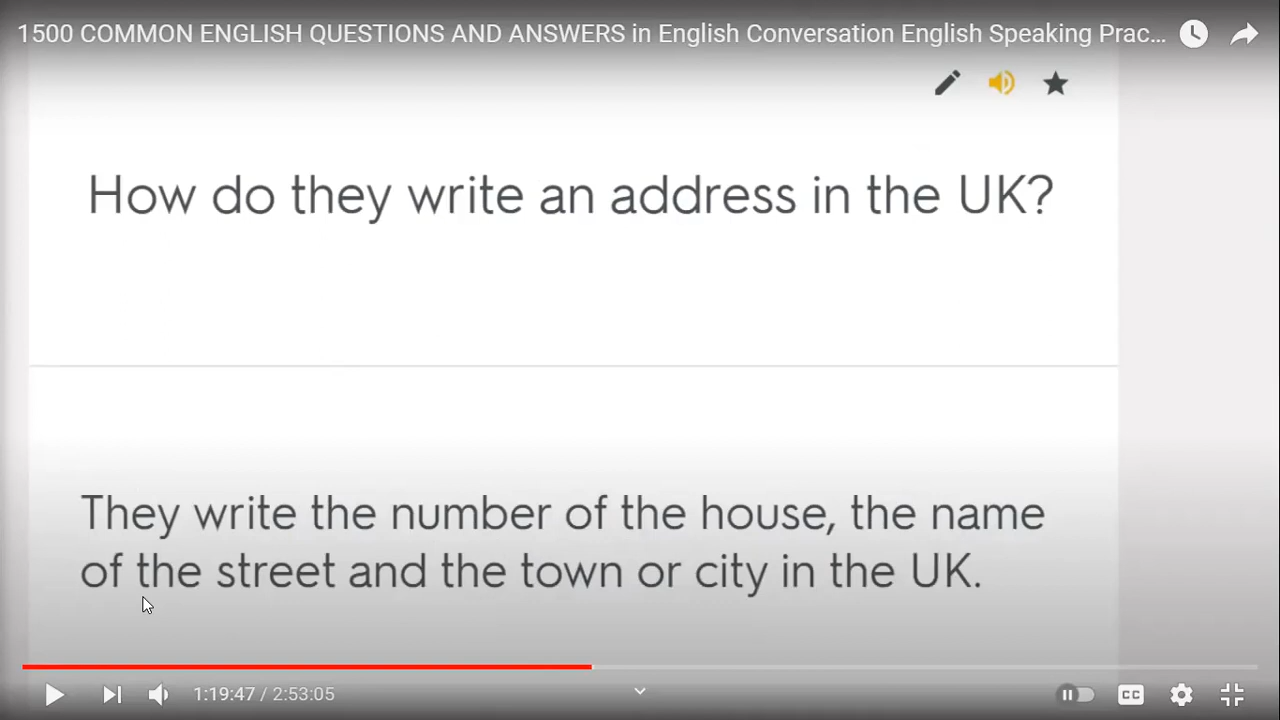 1500 COMMON ENGLISH QUESTIONS AND ANSWERS in English Conversation English Speaking Prac...
How do they write an address in the UK?
They write the number of the house, the name
of the street and the town or city in the UK.
1:19:47 / 2:53:05
CC